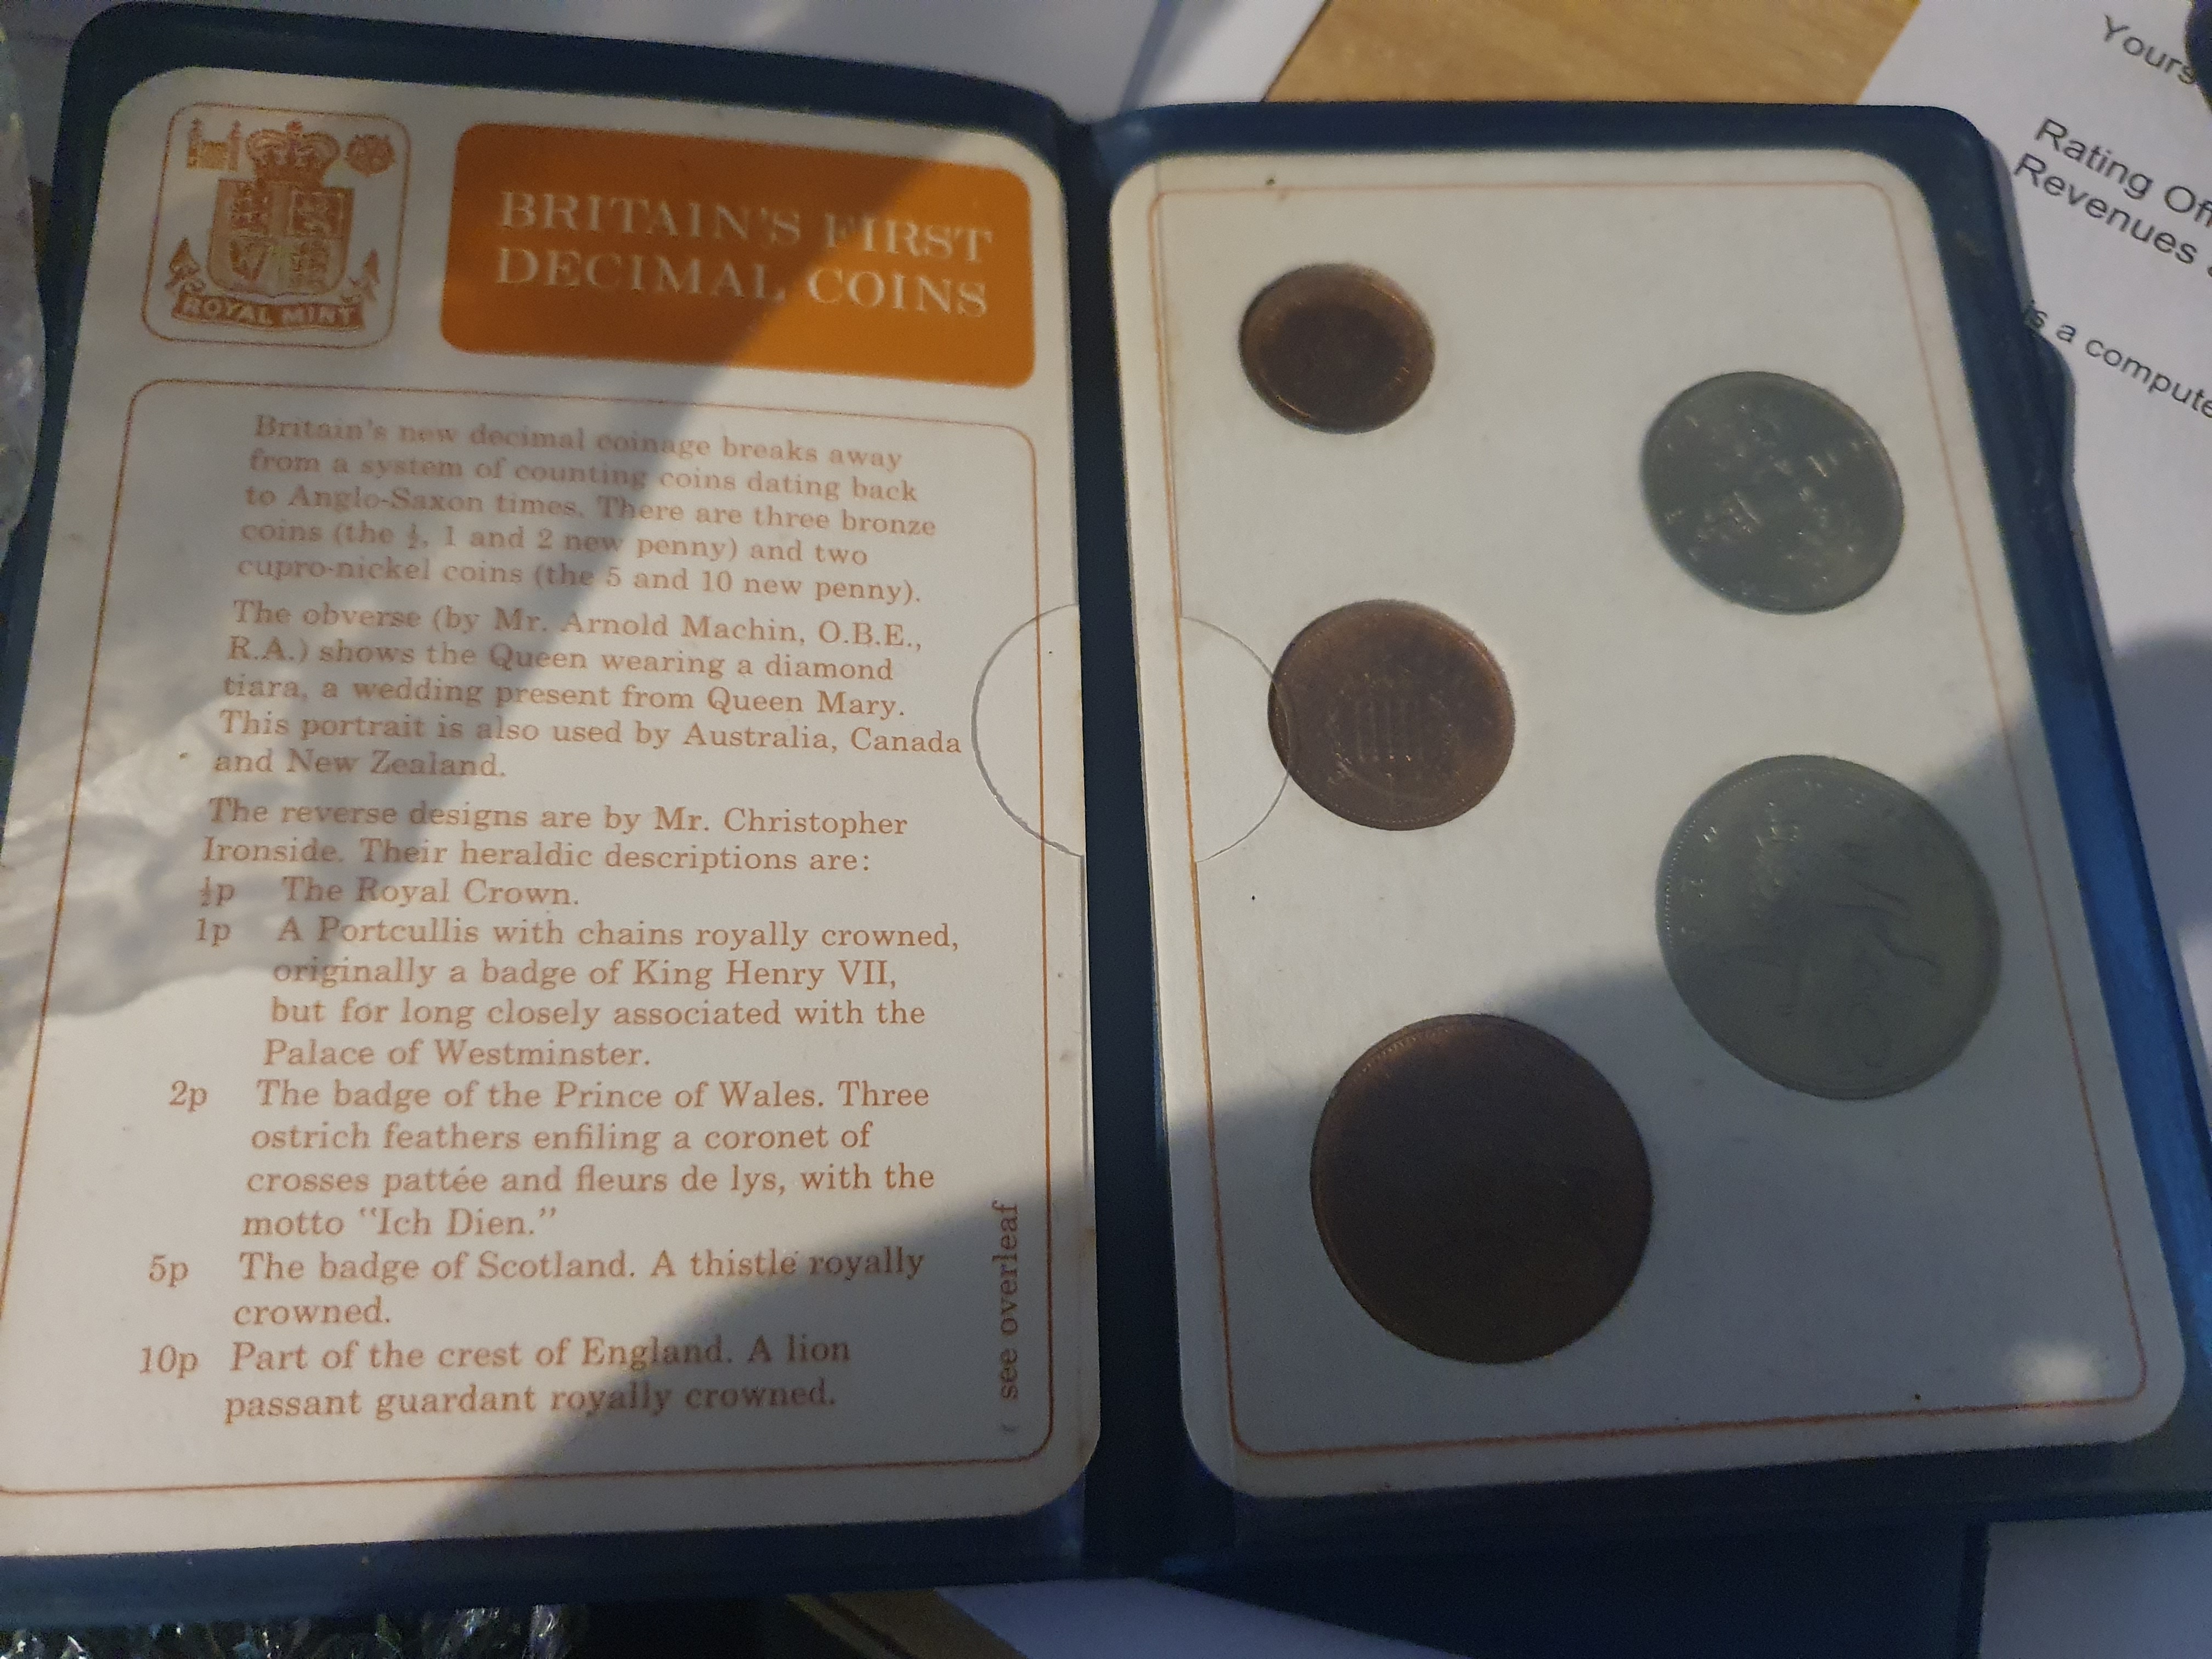 ROYAL MINT
BRITAIN'S FIRST
DECIMAL COINS
Britain's new decimal coinage breaks away
from a system of counting coins dating back
to Anglo-Saxon times. There are three bronze
coins (the ½, 1 and 2 new penny) and two
cupro-nickel coins (the 5 and 10 new penny).
The obverse (by Mr. Arnold Machin, O.B.E.,
R.A.) shows the Queen wearing a diamond
tiara, a wedding present from Queen Mary.
This portrait is also used by Australia, Canada
and New Zealand.
The reverse designs are by Mr. Christopher
Ironside. Their heraldic descriptions are:
½p The Royal Crown.
1p A Portcullis with chains royally crowned,
originally a badge of King Henry VII,
but for long closely associated with the
Palace of Westminster.
2p The badge of the Prince of Wales. Three
ostrich feathers enfiling a coronet of
crosses pattée and fleurs de lys, with the
motto "Ich Dien."
5p The badge of Scotland. A thistle royally
crowned.
10p Part of the crest of England. A lion
passant guardant royally crowned.
see overleaf
Yours
Rating
Revenues
is a compute